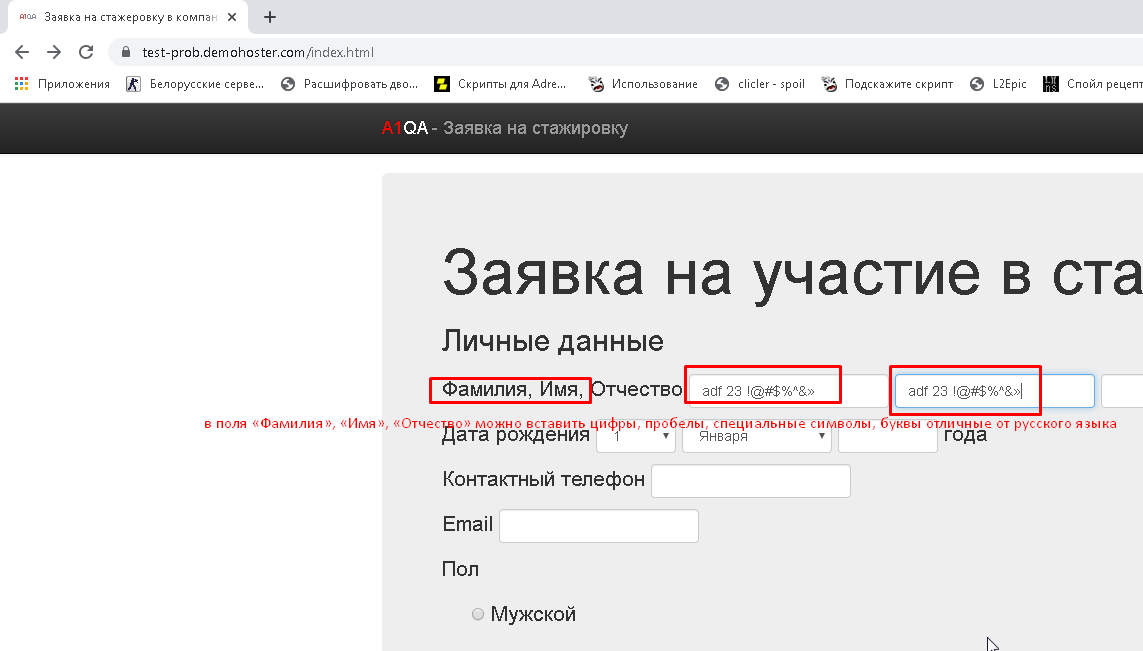 A1QA Заявка на стажеровку в компан
test-prob.demohoster.com/index.html
Приложения Белорусские серве... Расшифровать дво... Скрипты для Adre... Использование clicler - spoil Подскажите скрипт L2Epic Спойл рецепт
A1QA - Заявка на стажировку
Заявка на участие в ста
Личные данные
Фамилия, Имя, Отчество adf 23 !@#$%^&» adf 23 !@#$%^&»
в поля «Фамилия», «Имя», «Отчество» можно вставить цифры, пробелы, специальные символы, буквы отличные от русского языка
Дата рождения 1 Января года
Контактный телефон
Email
Пол
Мужской